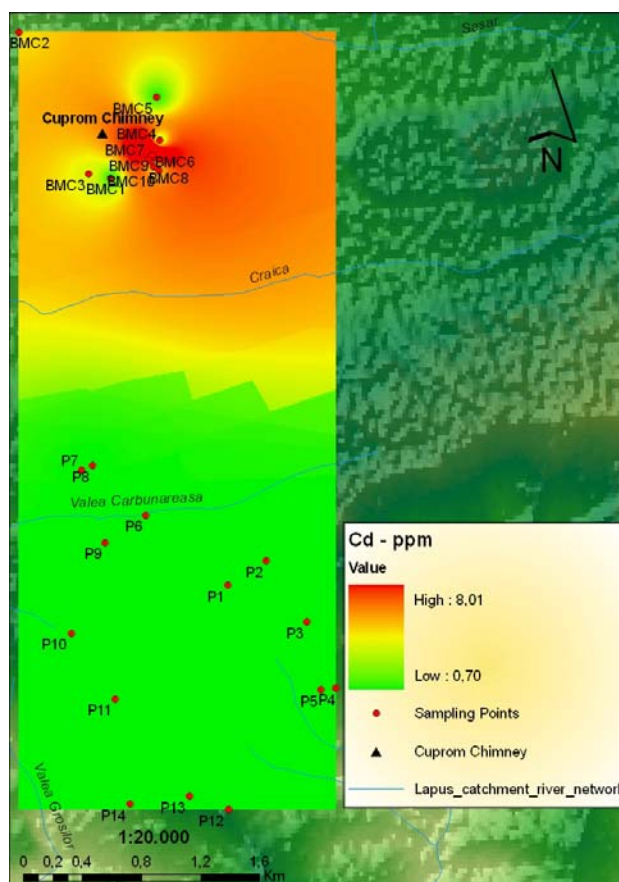 Sasar
BMC2
BMC5
Cuprom Chimney
BMC4
BMC7
BMC9
BMC6
BMC3
BMC1
BMC10
BMC8
N
Craica
P7
P8
Valea Carbunareasa
P6
P9
P2
P1
P3
P10
P5
P4
P11
Valea Grosilor
P14
P13
P12
Cd - ppm
Value
High : 8,01
Low : 0,70
Sampling Points
Cuprom Chimney
Lapus_catchment_river_network
1:20.000
0 0,2 0,4 0,8 1,2 1,6
Km